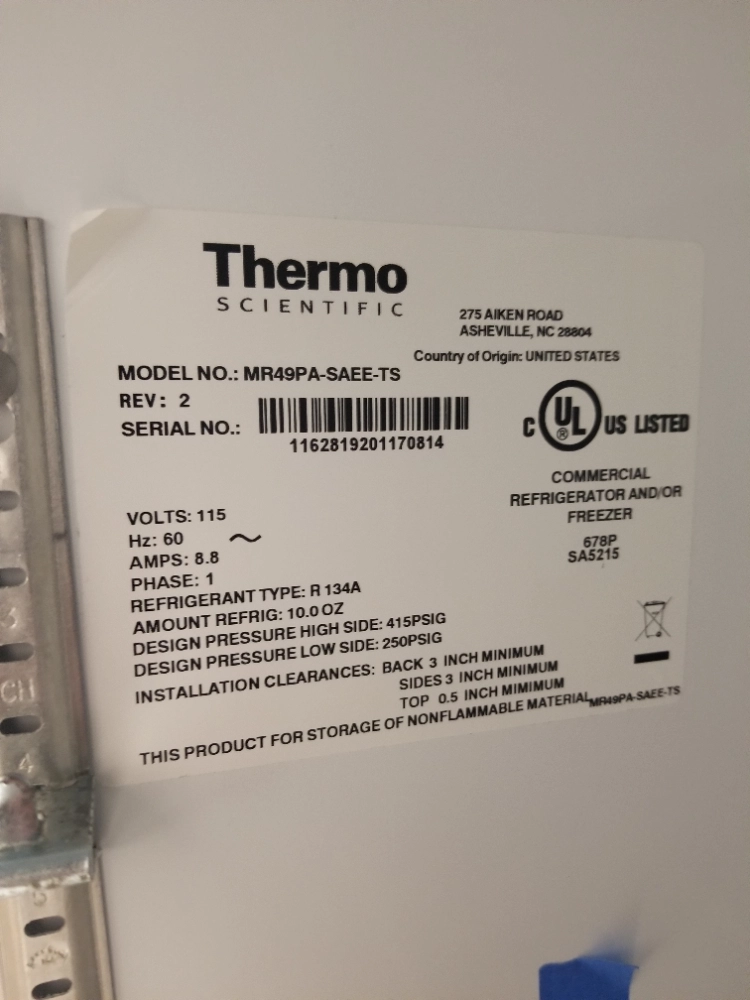 Thermo
SCIENTIFIC
275 AIKEN ROAD
ASHEVILLE, NC 28804
Country of Origin: UNITED STATES
MODEL NO.: MR49PA-SAEE-TS
REV: 2
SERIAL NO.:
1162819201170814
C UL ® US LISTED
COMMERCIAL
REFRIGERATOR AND/OR
FREEZER
678P
SA5215
VOLTS: 115
Hz: 60 ~
AMPS: 8.8
PHASE: 1
REFRIGERANT TYPE: R 134A
AMOUNT REFRIG: 10.0 OZ
DESIGN PRESSURE HIGH SIDE: 415PSIG
DESIGN PRESSURE LOW SIDE: 250PSIG
INSTALLATION CLEARANCES: BACK 3 INCH MINIMUM
SIDES 3 INCH MINIMUM
TOP 0.5 INCH MIMIMUM
THIS PRODUCT FOR STORAGE OF NONFLAMMABLE MATERIAL
MR49PA-SAEE-TS
4